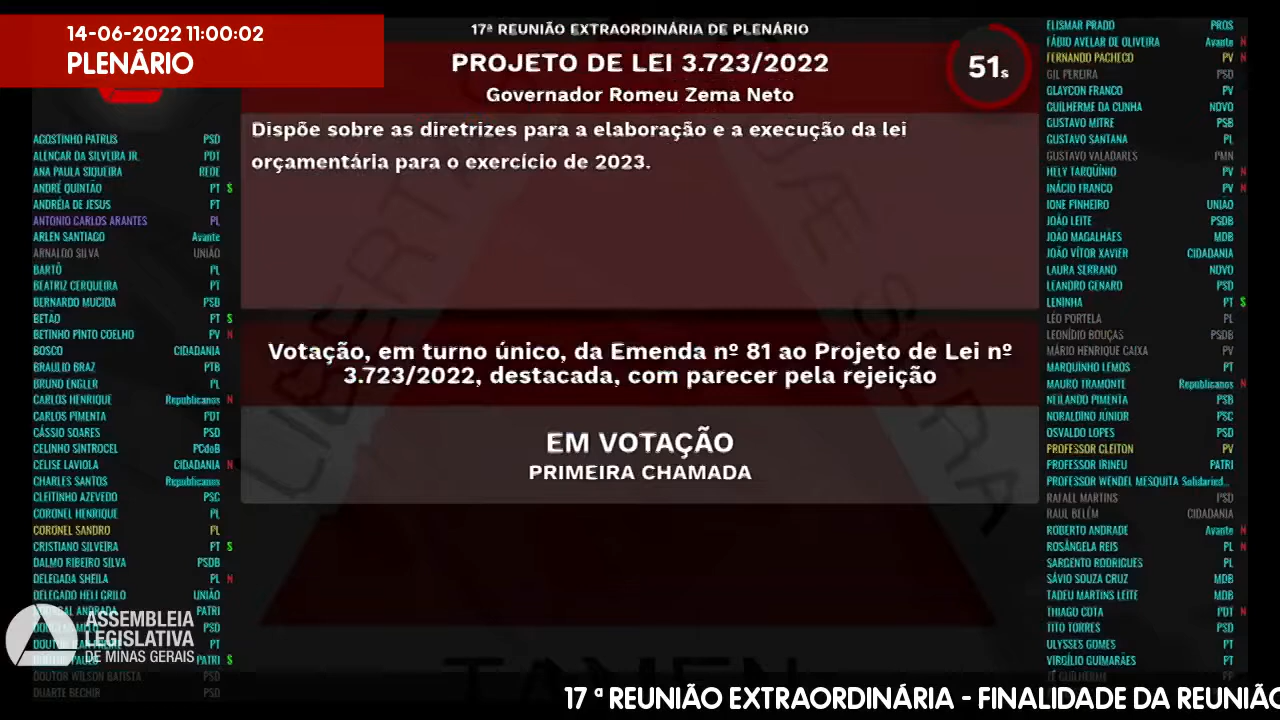 14-06-2022 11:00:02
PLENÁRIO
17ª REUNIÃO EXTRAORDINÁRIA DE PLENÁRIO
PROJETO DE LEI 3.723/2022
Governador Romeu Zema Neto
51s
Dispõe sobre as diretrizes para a elaboração e a execução da lei
orçamentária para o exercício de 2023.
Votação, em turno único, da Emenda nº 81 ao Projeto de Lei nº
3.723/2022, destacada, com parecer pela rejeição
EM VOTAÇÃO
PRIMEIRA CHAMADA
AGOSTINHO PATRUS PSD
ALENCAR DA SILVEIRA JR. PDT
ANA PAULA SIQUEIRA REDE
ANDRÉ QUINTÃO PT S
ANDRÉIA DE JESUS PT
ANTONIO CARLOS ARANTES PL
ARLEN SANTIAGO Avante
ARNALDO SILVA UNIÃO
BARTÔ PL
BEATRIZ CERQUEIRA PT
BERNARDO MUCIDA PSB
BETÃO PT S
BETINHO PINTO COELHO PV N
BOSCO CIDADANIA
BRAULIO BRAZ PTB
BRUNO ENGLER PL
CARLOS HENRIQUE Republicanos N
CARLOS PIMENTA PDT
CÁSSIO SOARES PSD
CELINHO SINTROCEL PCdoB
CELISE LAVIOLA CIDADANIA N
CHARLES SANTOS Republicanos
CLEITINHO AZEVEDO PSC
CORONEL HENRIQUE PL
CORONEL SANDRO PL
CRISTIANO SILVEIRA PT S
DALMO RIBEIRO SILVA PSDB
DELEGADA SHEILA PL N
DELEGADO HELI GRILO UNIÃO
ANDRADA PATRI
PSD
PT
PATRI S
DOUTOR WILSON BATISTA PSD
DUARTE BECHIR PSD
ELISMAR PRADO PROS
FÁBIO AVELAR DE OLIVEIRA Avante N
FERNANDO PACHECO PV N
GIL PEREIRA PSD
GLAYCON FRANCO PV
GUILHERME DA CUNHA NOVO
GUSTAVO MITRE PSB
GUSTAVO SANTANA PL
GUSTAVO VALADARES PMN
HELY TARQÜÍNIO PV N
INÁCIO FRANCO PV N
IONE PINHEIRO UNIÃO
JOÃO LEITE PSDB
JOÃO MAGALHÃES MDB
JOÃO VÍTOR XAVIER CIDADANIA
LAURA SERRANO NOVO
LEANDRO GENARO PSD
LENINHA PT S
LÉO PORTELA PL
LEONÍDIO BOUÇAS PSDB
MÁRIO HENRIQUE CAIXA PV
MARQUINHO LEMOS PT
MAURO TRAMONTE Republicanos N
NEILANDO PIMENTA PSB
NORALDINO JÚNIOR PSC
OSVALDO LOPES PSD
PROFESSOR CLEITON PV
PROFESSOR IRINEU PATRI
PROFESSOR WENDEL MESQUITA Solidaried...
RAFAEL MARTINS PSD
RAUL BELÉM CIDADANIA
ROBERTO ANDRADE Avante N
ROSÂNGELA REIS PL N
SARGENTO RODRIGUES PL
SÁVIO SOUZA CRUZ MDB
TADEU MARTINS LEITE MDB
THIAGO COTA PDT N
TITO TORRES PSD
ULYSSES GOMES PT
VIRGÍLIO GUIMARÃES PT
ZÉ GUILHERME PP
ASSEMBLEIA
LEGISLATIVA
DE MINAS GERAIS
17 ª REUNIÃO EXTRAORDINÁRIA - FINALIDADE DA REUNIÃO
TAMEN